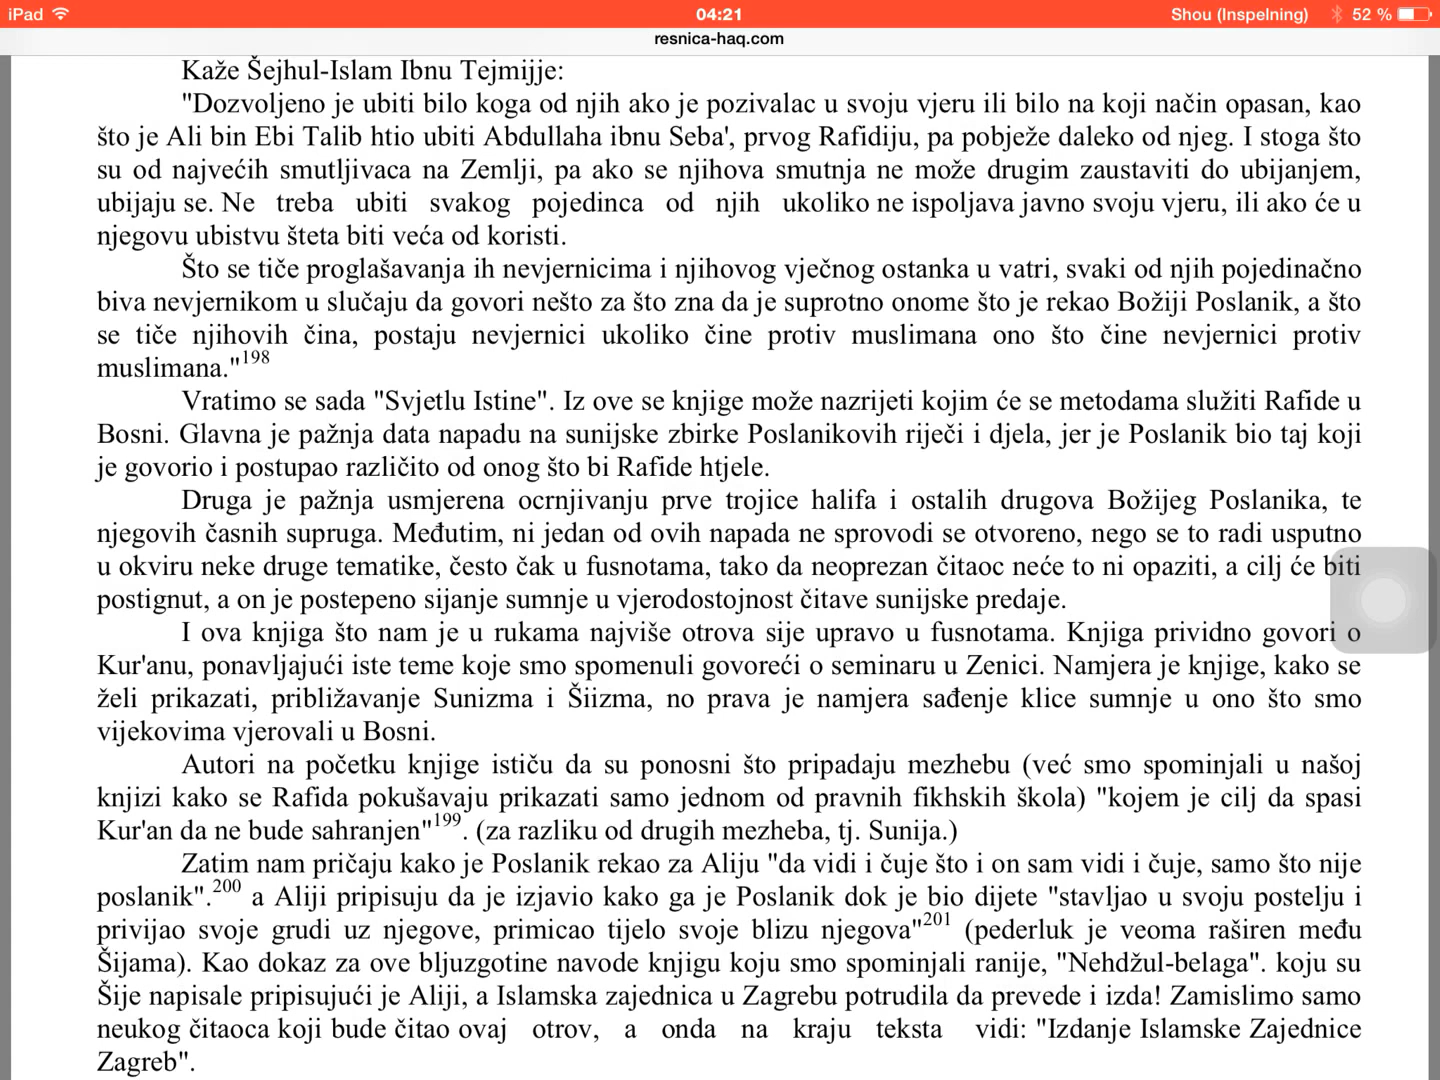 iPad 04:21 Shou (Inspelning) 52 %
resnica-haq.com
Kaže Šejhul-Islam Ibnu Tejmijje:
"Dozvoljeno je ubiti bilo koga od njih ako je pozivalac u svoju vjeru ili bilo na koji način opasan, kao
što je Ali bin Ebi Talib htio ubiti Abdullaha ibnu Seba', prvog Rafidiju, pa pobježe daleko od njeg. I stoga što
su od najvećih smutljivaca na Zemlji, pa ako se njihova smutnja ne može drugim zaustaviti do ubijanjem,
ubijaju se. Ne treba ubiti svakog pojedinca od njih ukoliko ne ispoljava javno svoju vjeru, ili ako će u
njegovu ubistvu šteta biti veća od koristi.
Što se tiče proglašavanja ih nevjernicima i njihovog vječnog ostanka u vatri, svaki od njih pojedinačno
biva nevjernikom u slučaju da govori nešto za što zna da je suprotno onome što je rekao Božiji Poslanik, a što
se tiče njihovih čina, postaju nevjernici ukoliko čine protiv muslimana ono što čine nevjernici protiv
muslimana."198
Vratimo se sada "Svjetlu Istine". Iz ove se knjige može nazrijeti kojim će se metodama služiti Rafide u
Bosni. Glavna je pažnja data napadu na sunijske zbirke Poslanikovih riječi i djela, jer je Poslanik bio taj koji
je govorio i postupao različito od onog što bi Rafide htjele.
Druga je pažnja usmjerena ocrnjivanju prve trojice halifa i ostalih drugova Božijeg Poslanika, te
njegovih časnih supruga. Međutim, ni jedan od ovih napada ne sprovodi se otvoreno, nego se to radi usputno
u okviru neke druge tematike, često čak u fusnotama, tako da neoprezan čitaoc neće to ni opaziti, a cilj će biti
postignut, a on je postepeno sijanje sumnje u vjerodostojnost čitave sunijske predaje.
I ova knjiga što nam je u rukama najviše otrova sije upravo u fusnotama. Knjiga prividno govori o
Kur'anu, ponavljajući iste teme koje smo spomenuli govoreći o seminaru u Zenici. Namjera je knjige, kako se
želi prikazati, približavanje Sunizma i Šiizma, no prava je namjera sađenje klice sumnje u ono što smo
vijekovima vjerovali u Bosni.
Autori na početku knjige ističu da su ponosni što pripadaju mezhebu (već smo spominjali u našoj
knjizi kako se Rafida pokušavaju prikazati samo jednom od pravnih fikhskih škola) "kojem je cilj da spasi
Kur'an da ne bude sahranjen"199. (za razliku od drugih mezheba, tj. Sunija.)
Zatim nam pričaju kako je Poslanik rekao za Aliju "da vidi i čuje što i on sam vidi i čuje, samo što nije
poslanik".200 a Aliji pripisuju da je izjavio kako ga je Poslanik dok je bio dijete "stavljao u svoju postelju i
privijao svoje grudi uz njegove, primicao tijelo svoje blizu njegova"201 (pederluk je veoma raširen među
Šijama). Kao dokaz za ove bljuzgotine navode knjigu koju smo spominjali ranije, "Nehdžul-belaga". koju su
Šije napisale pripisujući je Aliji, a Islamska zajednica u Zagrebu potrudila da prevede i izda! Zamislimo samo
neukog čitaoca koji bude čitao ovaj otrov, a onda na kraju teksta vidi: "Izdanje Islamske Zajednice
Zagreb".